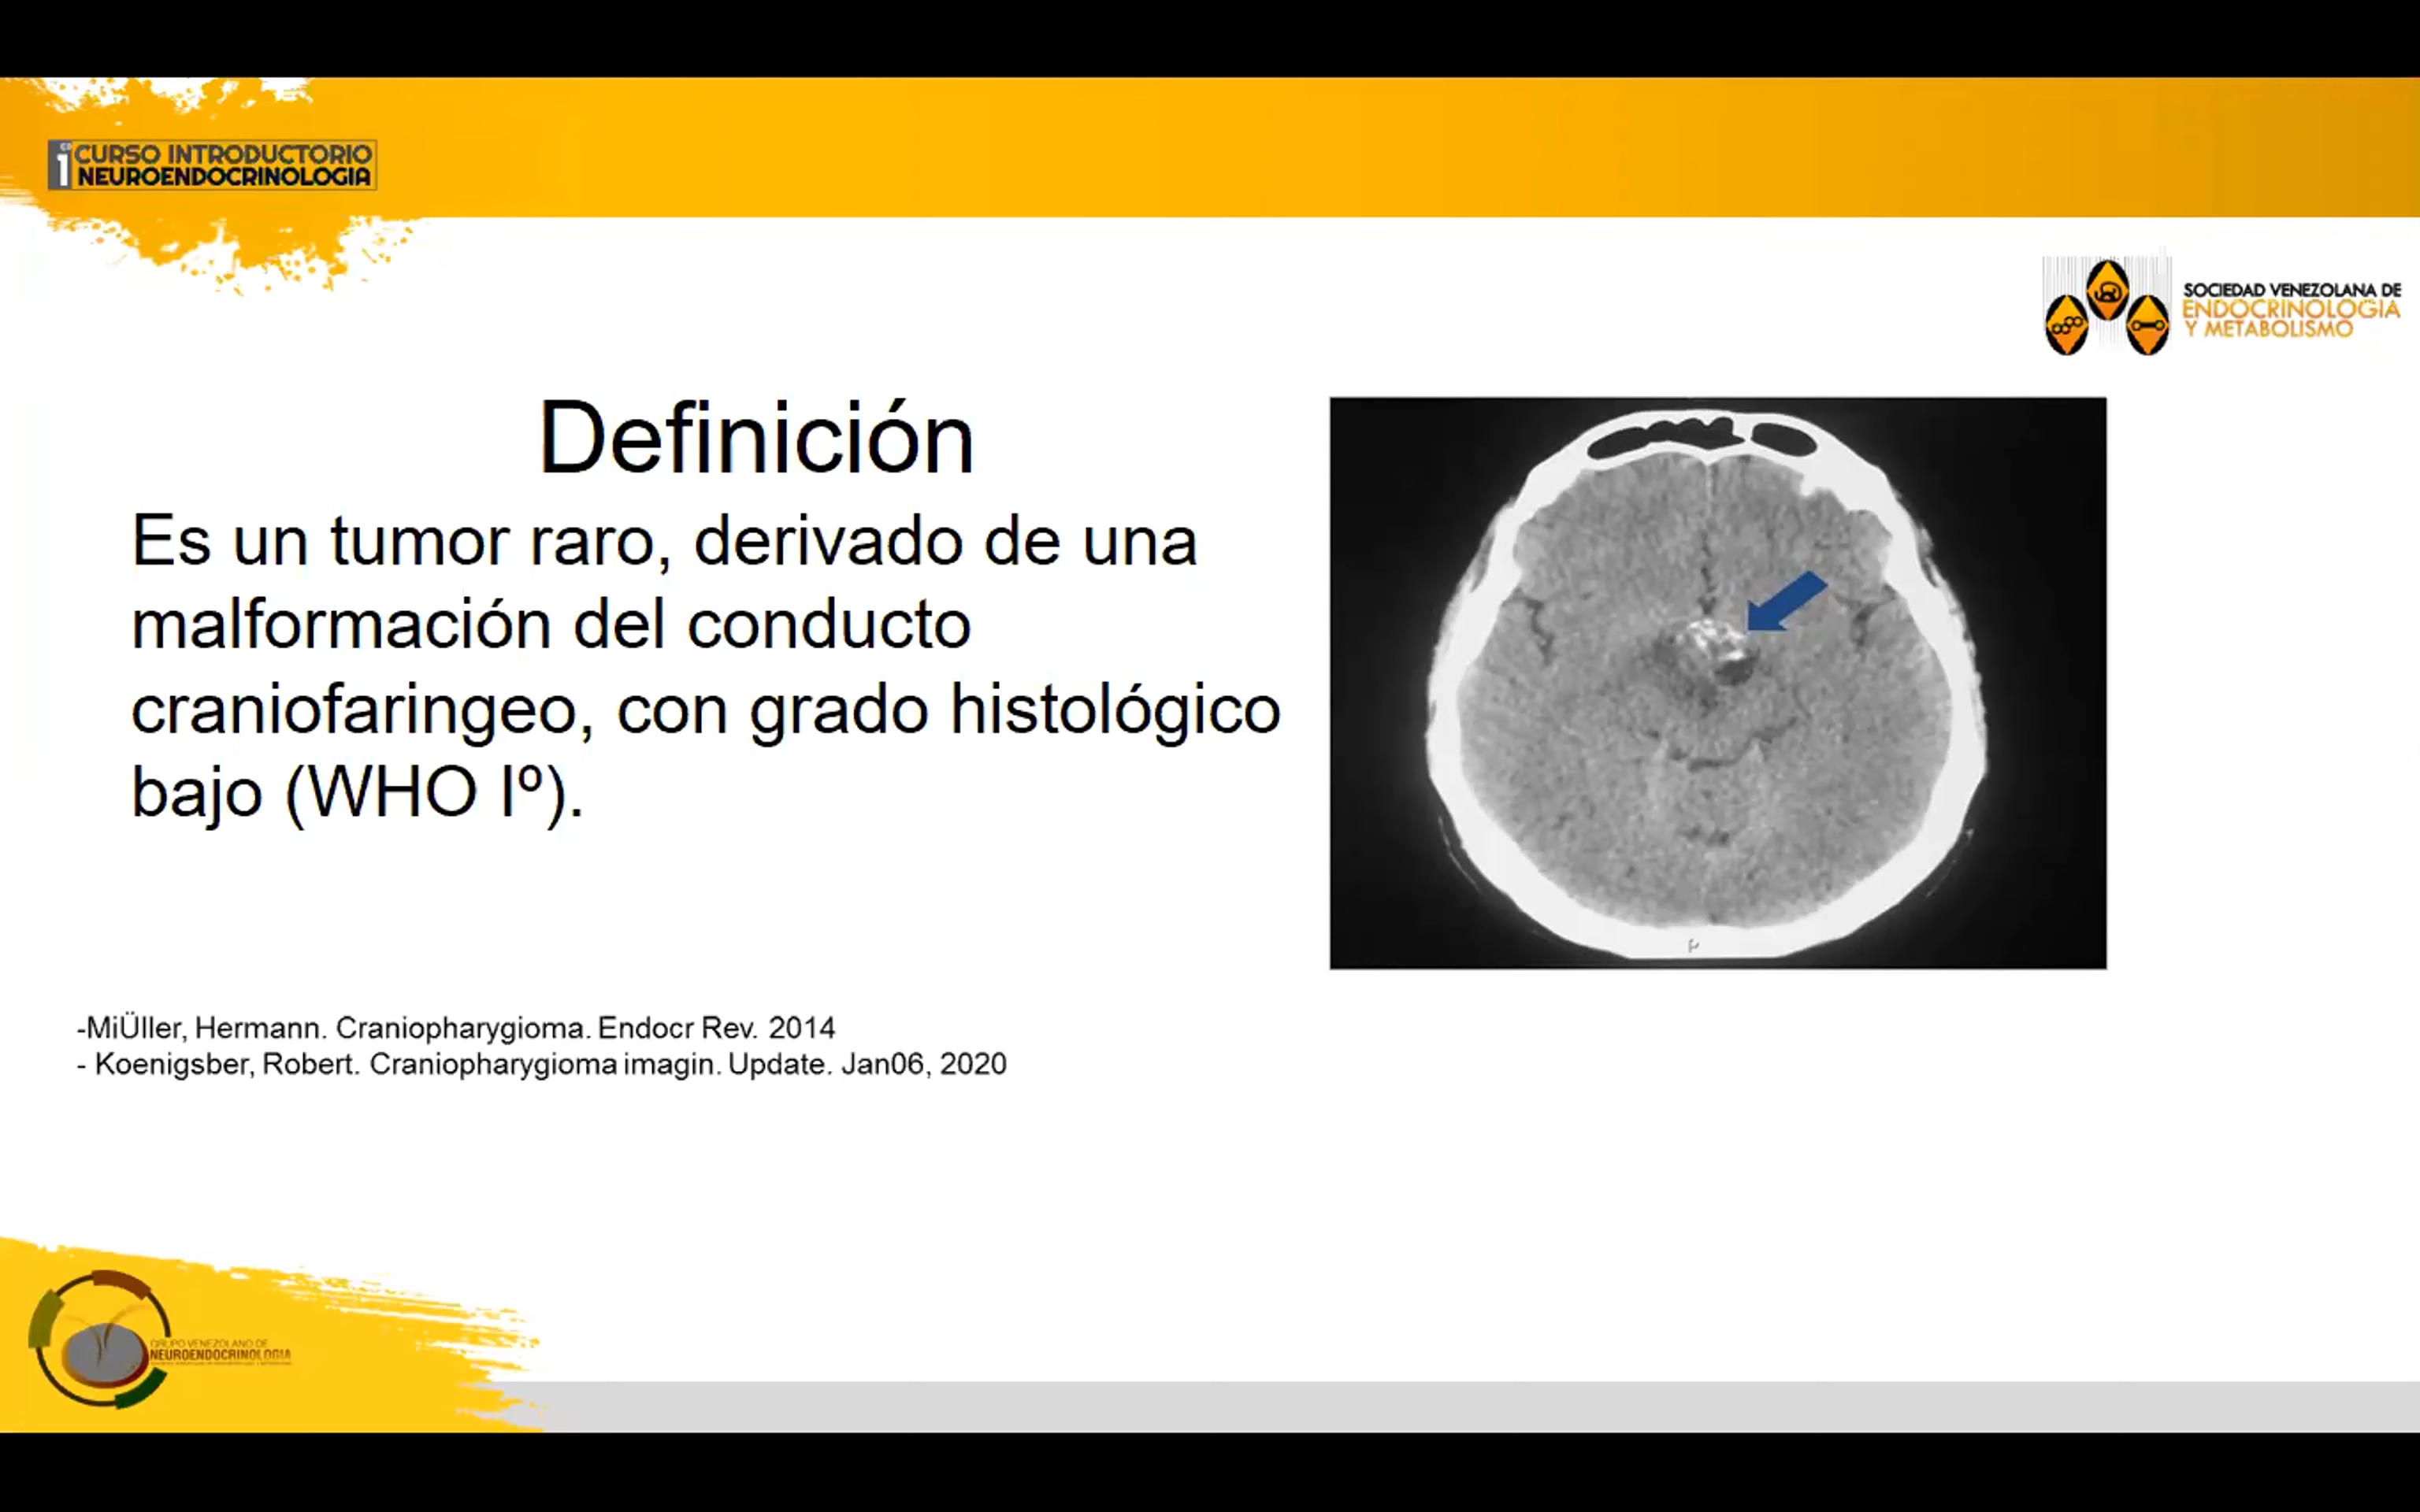 1 CURSO INTRODUCTORIO
NEUROENDOCRINOLOGIA
SOCIEDAD VENEZOLANA DE
ENDOCRINOLOGIA
Y METABOLISMO
Definición
Es un tumor raro, derivado de una
malformación del conducto
craniofaringeo, con grado histológico
bajo (WHO Iº).
P
-MiÜller, Hermann. Craniopharygioma. Endocr Rev. 2014
- Koenigsber, Robert. Craniopharygioma imagin. Update. Jan06, 2020
GRUPO VENEZOLANO DE
NEUROENDOCRINOLOGIA